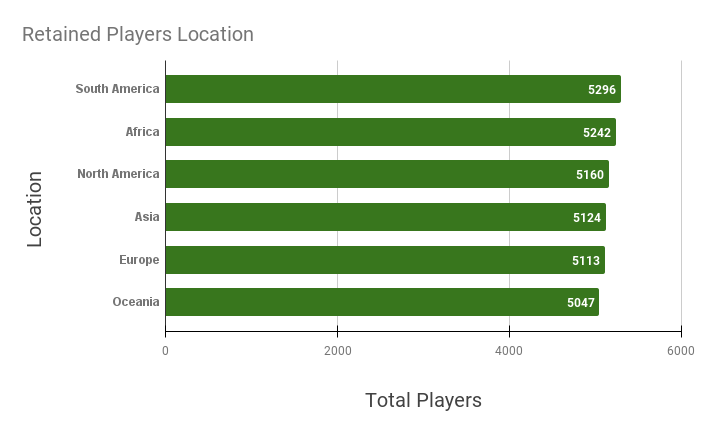 Retained Players Location
Location
South America 5296
Africa 5242
North America 5160
Asia 5124
Europe 5113
Oceania 5047
0 2000 4000 6000
Total Players